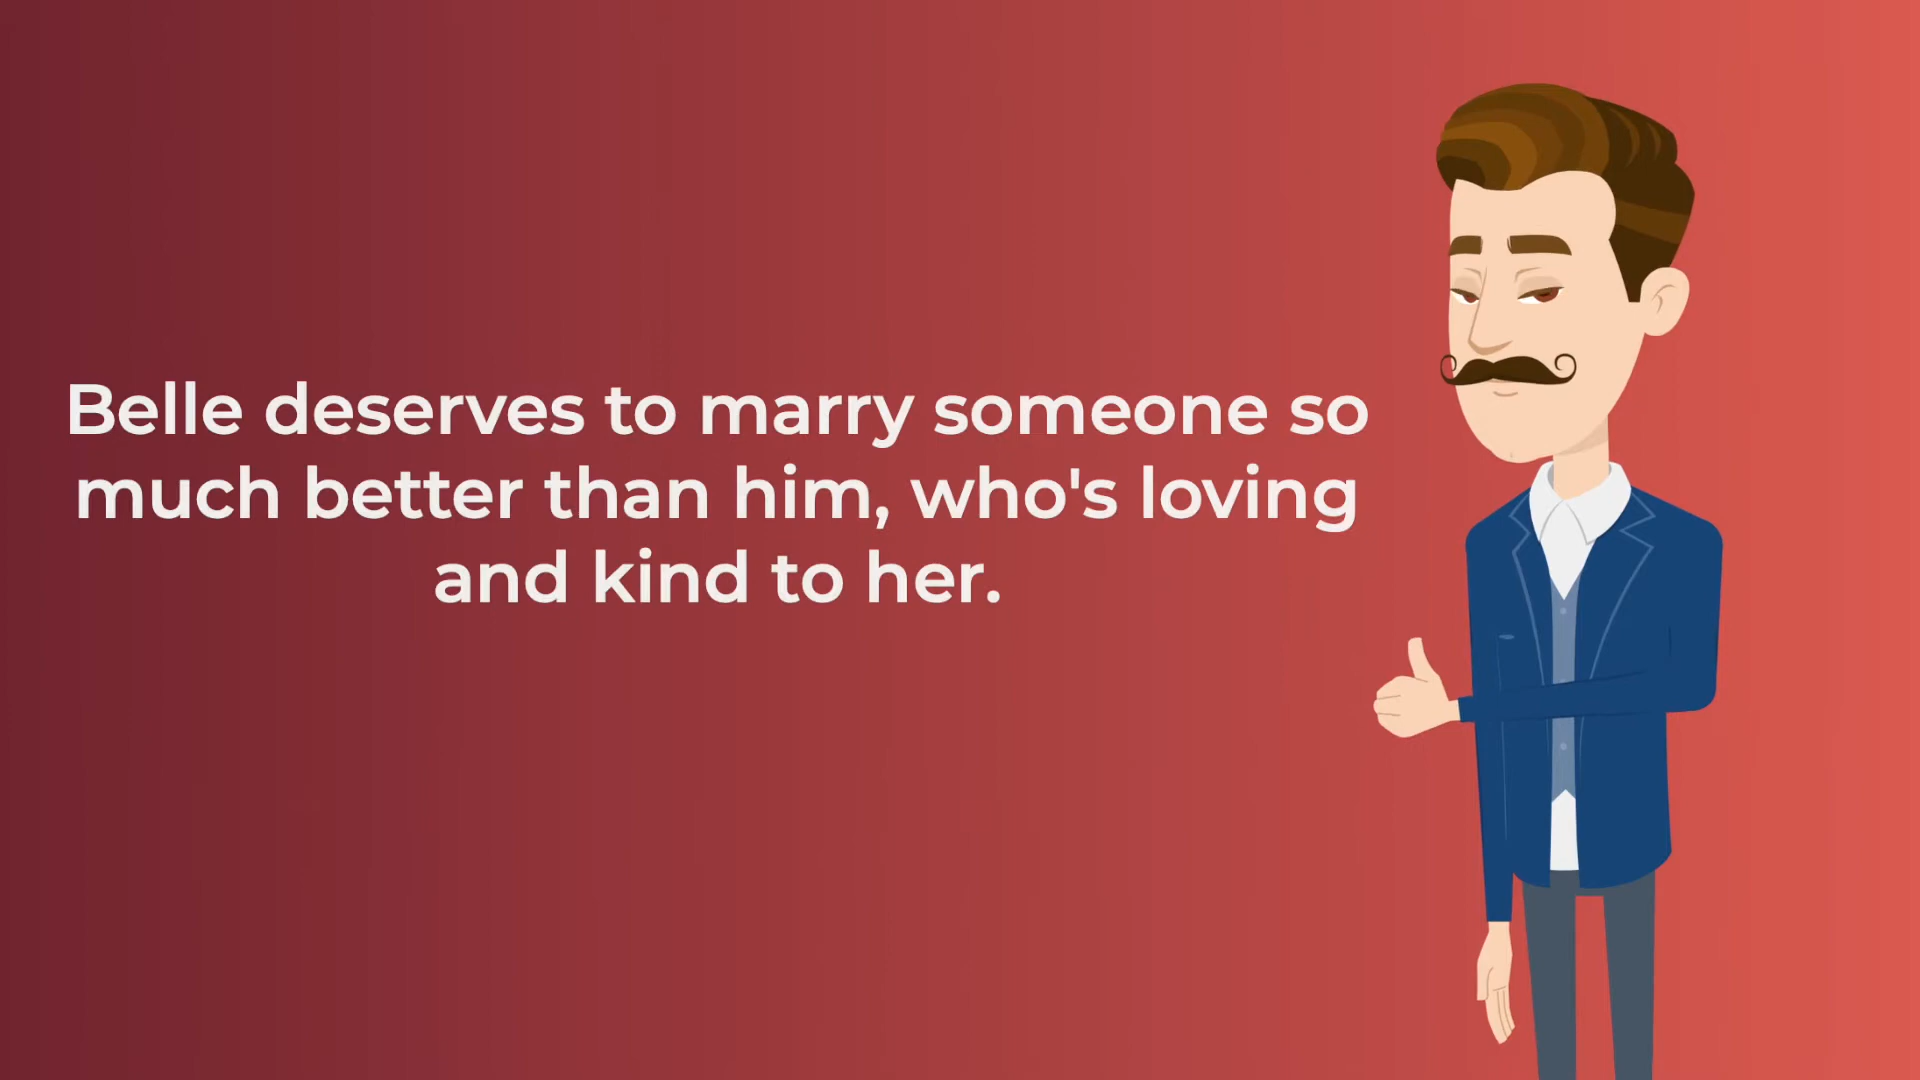 Belle deserves to marry someone so
much better than him, who's loving
and kind to her.